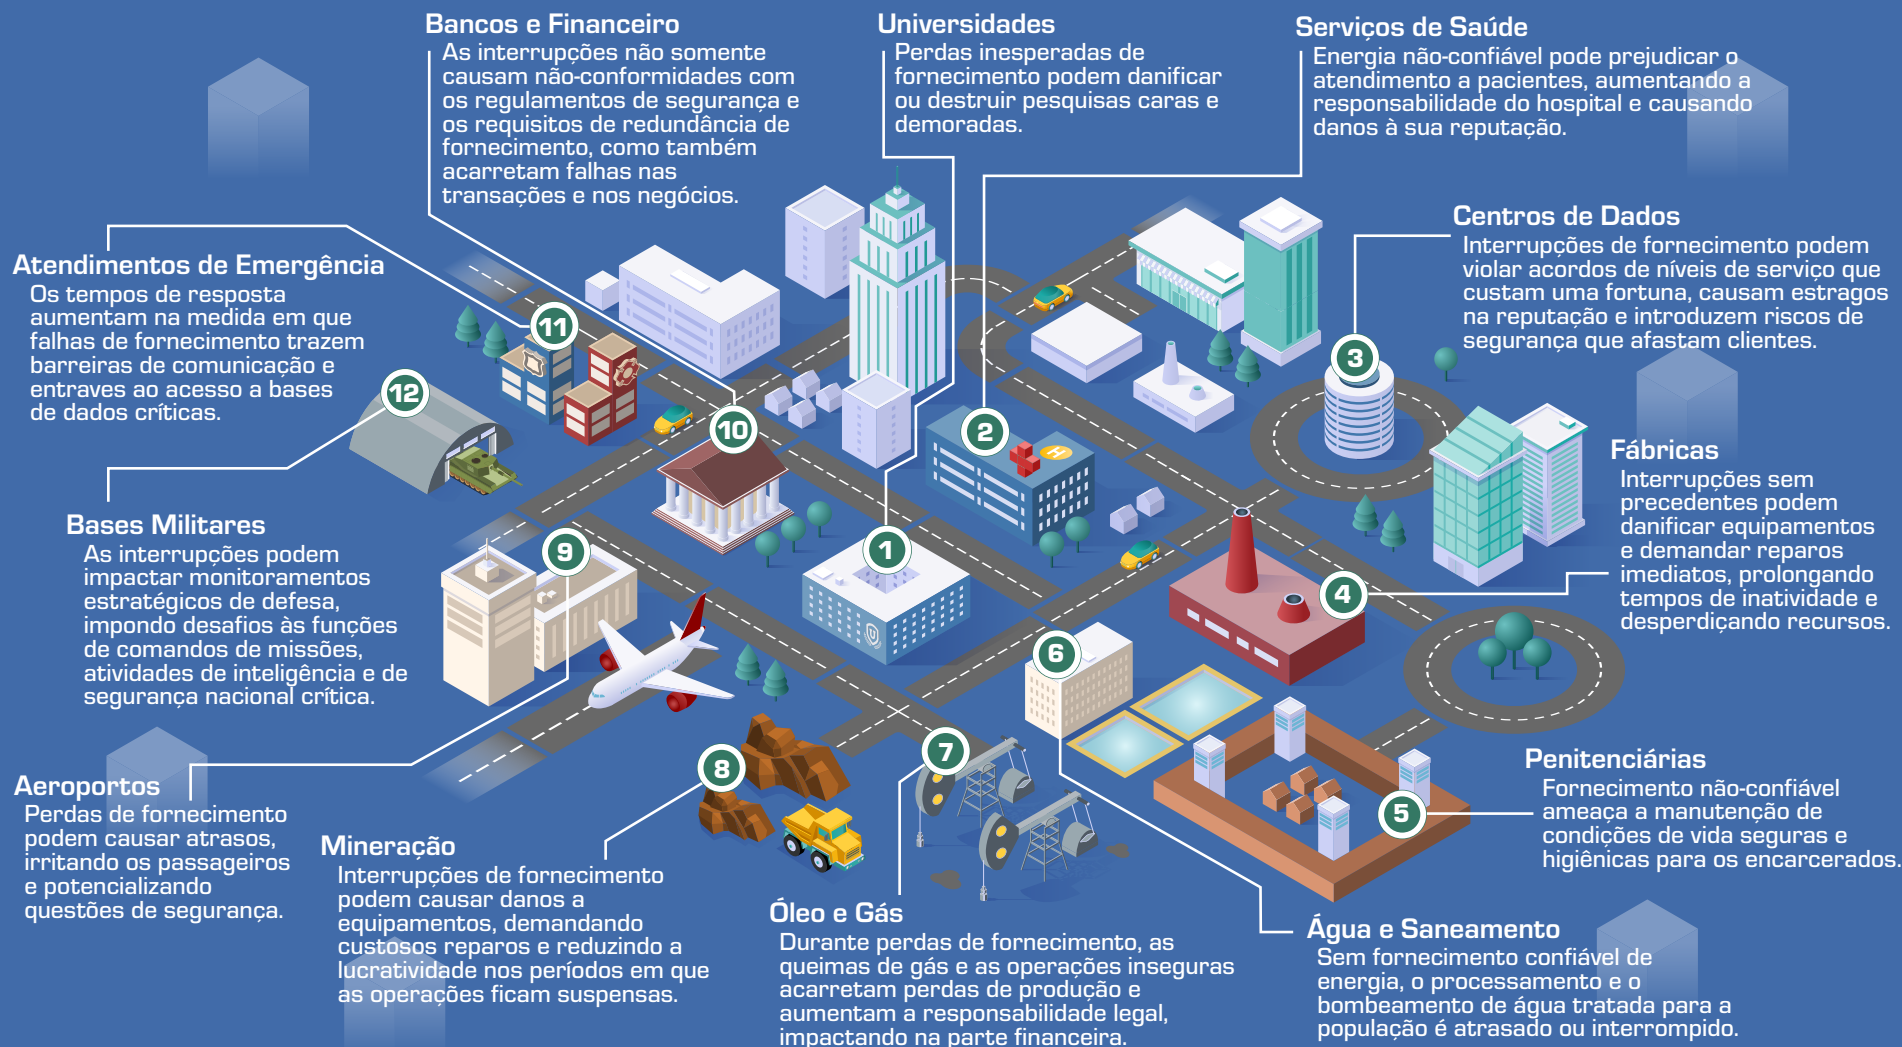 Bancos e Financeiro
As interrupções não somente
causam não-conformidades com
os regulamentos de segurança e
os requisitos de redundância de
fornecimento, como também
acarretam falhas nas
transações e nos negócios.
Universidades
Perdas inesperadas de
fornecimento podem danificar
ou destruir pesquisas caras e
demoradas.
Serviços de Saúde
Energia não-confiável pode prejudicar o
atendimento a pacientes, aumentando a
responsabilidade do hospital e causando
danos à sua reputação.
Centros de Dados
Interrupções de fornecimento podem
violar acordos de níveis de serviço que
custam uma fortuna, causam estragos
na reputação e introduzem riscos de
segurança que afastam clientes.
Atendimentos de Emergência
Os tempos de resposta
aumentam na medida em que
falhas de fornecimento trazem
barreiras de comunicação e
entraves ao acesso a bases
de dados críticas.
11
3
12
10
2
H
Fábricas
Interrupções sem
precedentes podem
danificar equipamentos
e demandar reparos
imediatos, prolongando
tempos de inatividade e
desperdiçando recursos.
Bases Militares
As interrupções podem
impactar monitoramentos
estratégicos de defesa,
impondo desafios às funções
de comandos de missões,
atividades de inteligência e de
segurança nacional crítica.
9
1
4
U
6
7
8
5
Penitenciárias
Fornecimento não-confiável
ameaça a manutenção de
condições de vida seguras e
higiênicas para os encarcerados.
Aeroportos
Perdas de fornecimento
podem causar atrasos,
irritando os passageiros
e potencializando
questões de segurança.
Mineração
Interrupções de fornecimento
podem causar danos a
equipamentos, demandando
custosos reparos e reduzindo a
lucratividade nos períodos em que
as operações ficam suspensas.
Óleo e Gás
Durante perdas de fornecimento, as
queimas de gás e as operações inseguras
acarretam perdas de produção e
aumentam a responsabilidade legal,
impactando na parte financeira.
Água e Saneamento
Sem fornecimento confiável de
energia, o processamento e o
bombeamento de água tratada para a
população é atrasado ou interrompido.